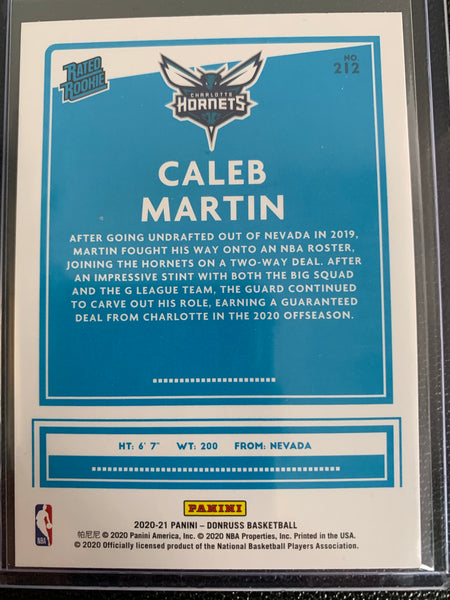 RATED
ROOKIE
CHARLOTTE
HORNETS
NO.
212
CALEB
MARTIN
AFTER GOING UNDRAFTED OUT OF NEVADA IN 2019,
MARTIN FOUGHT HIS WAY ONTO AN NBA ROSTER,
JOINING THE HORNETS ON A TWO-WAY DEAL. AFTER
AN IMPRESSIVE STINT WITH BOTH THE BIG SQUAD
AND THE G LEAGUE TEAM, THE GUARD CONTINUED
TO CARVE OUT HIS ROLE, EARNING A GUARANTEED
DEAL FROM CHARLOTTE IN THE 2020 OFFSEASON.
HT: 6' 7" WT: 200 FROM: NEVADA
PANINI
NBA
2020-21 PANINI – DONRUSS BASKETBALL
帕尼尼 © 2020 Panini America, Inc. © 2020 NBA Properties, Inc. Printed in the USA.
© 2020 Officially licensed product of the National Basketball Players Association.